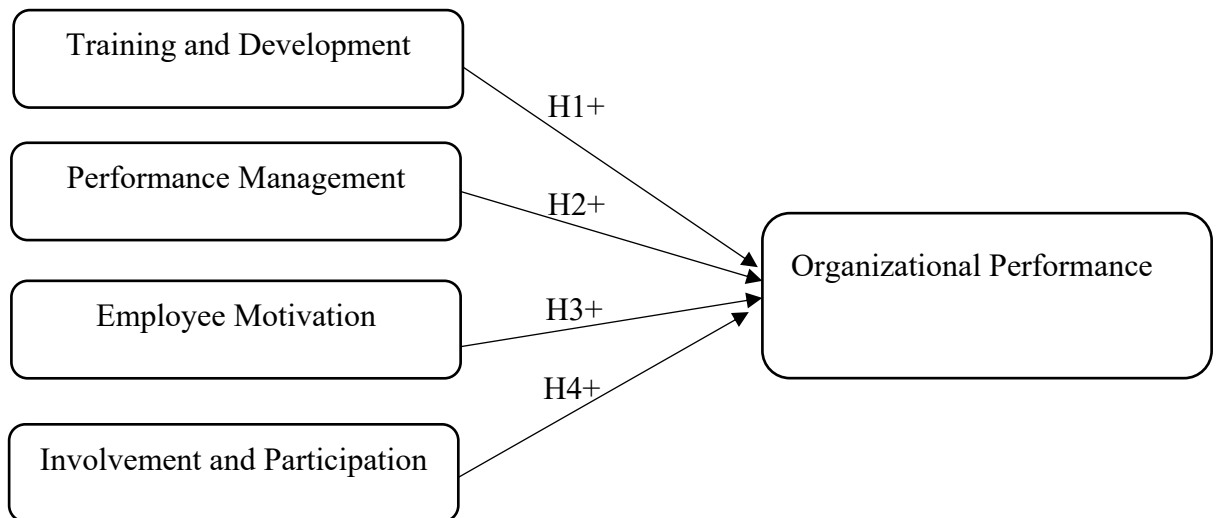 Training and Development
H1+
Performance Management
H2+
Organizational Performance
Employee Motivation
H3+
H4+
Involvement and Participation